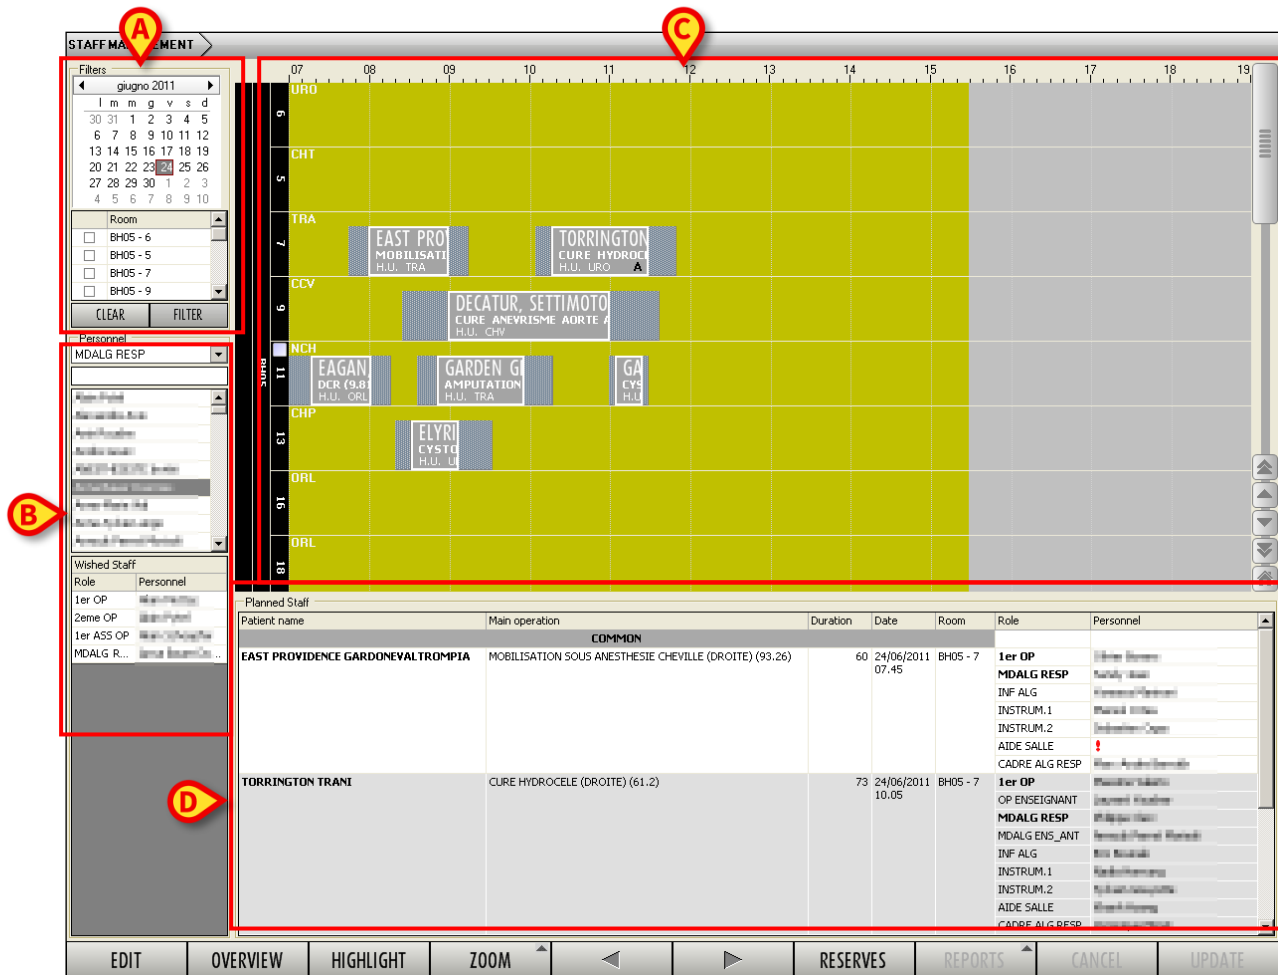 A
C
STAFF MA EMENT
Filters
giugno 2011
l m m g v s d
30 31 1 2 3 4 5
6 7 8 9 10 11 12
13 14 15 16 17 18 19
20 21 22 23 24 25 26
27 28 29 30 1 2 3
4 5 6 7 8 9 10
Room
BH05 - 6
BH05 - 5
BH05 - 7
BH05 - 9
CLEAR FILTER
07 08 09 10 11 12 13 14 15 16 17 18 19
6 URO
5 CHT
7 TRA
EAST PRO
MOBILISATI
H.U. TRA
TORRINGTON
CURE HYDROC
H.U. URO A
9 CCV
DECATUR, SETTIMOTO
CURE ANEVRISME AORTE A
H.U. CHV
BH05
11 NCH
EAGAN,
DCR (9.81
H.U. ORL
GARDEN G
AMPUTATION
H.U. TRA
GA
CYS
H.U
13 CHP
ELYRI
CYSTO
H.U. U
16 ORL
18 ORL
Personnel
MDALG RESP
B
Wished Staff
Role Personnel
1er OP
2eme OP
1er ASS OP
MDALG R...
Planned Staff
Patient name Main operation Duration Date Room Role Personnel
COMMON
EAST PROVIDENCE GARDONEVALTROMPIA MOBILISATION SOUS ANESTHESIE CHEVILLE (DROITE) (93.26) 60 24/06/2011 BH05 - 7 1er OP
07.45 MDALG RESP
INF ALG
INSTRUM.1
INSTRUM.2
AIDE SALLE !
CADRE ALG RESP
D
TORRINGTON TRANI CURE HYDROCELE (DROITE) (61.2) 73 24/06/2011 BH05 - 7 1er OP
10.05 OP ENSEIGNANT
MDALG RESP
MDALG ENS_ANT
INF ALG
INSTRUM.1
INSTRUM.2
AIDE SALLE
CADRE ALG RESP
EDIT OVERVIEW HIGHLIGHT ZOOM RESERVES REPORTS CANCEL UPDATE